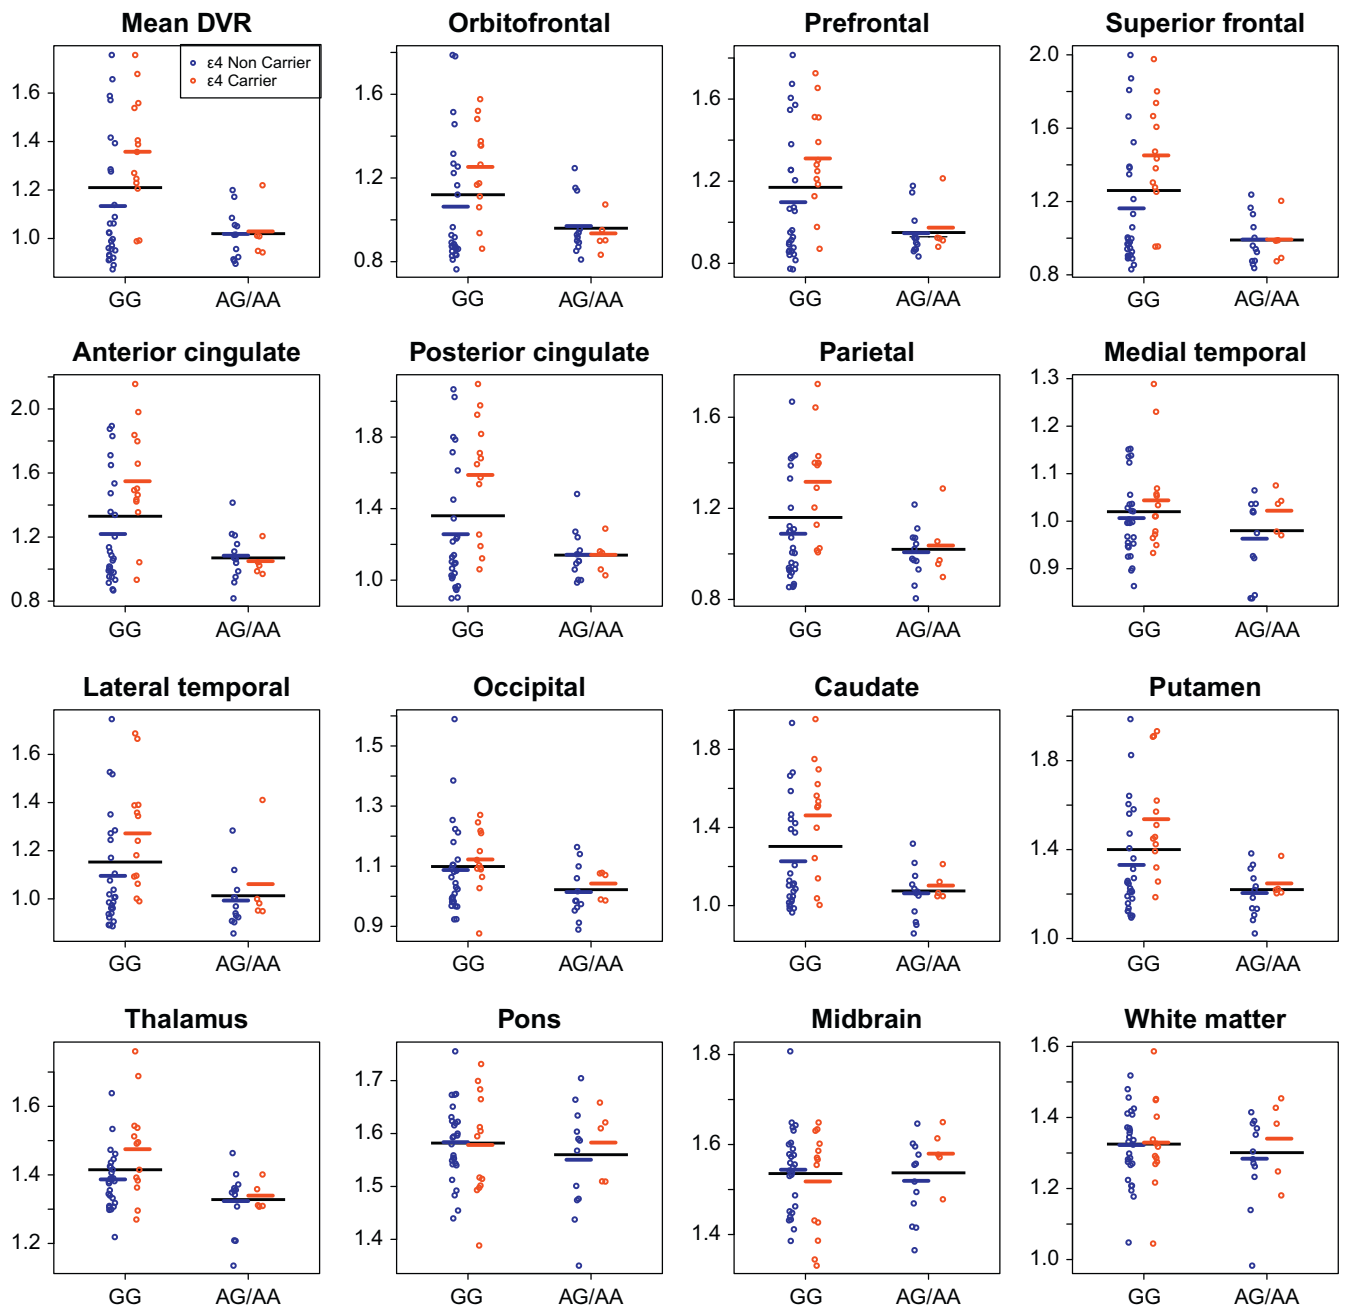 Mean DVR Orbitofrontal Prefrontal Superior frontal
ε4 Non Carrier
ε4 Carrier
1.6
1.4
1.2
1.0
GG AG/AA
1.6
1.2
0.8
GG AG/AA
1.6
1.2
0.8
GG AG/AA
2.0
1.6
1.2
0.8
GG AG/AA
Anterior cingulate Posterior cingulate Parietal Medial temporal
2.0
1.6
1.2
0.8
GG AG/AA
1.8
1.4
1.0
GG AG/AA
1.6
1.2
0.8
GG AG/AA
1.3
1.2
1.1
1.0
0.9
GG AG/AA
Lateral temporal Occipital Caudate Putamen
1.6
1.4
1.2
1.0
GG AG/AA
1.5
1.3
1.1
0.9
GG AG/AA
1.8
1.4
1.0
GG AG/AA
1.8
1.4
1.0
GG AG/AA
Thalamus Pons Midbrain White matter
1.6
1.4
1.2
GG AG/AA
1.7
1.6
1.5
1.4
GG AG/AA
1.8
1.6
1.4
GG AG/AA
1.6
1.4
1.2
1.0
GG AG/AA